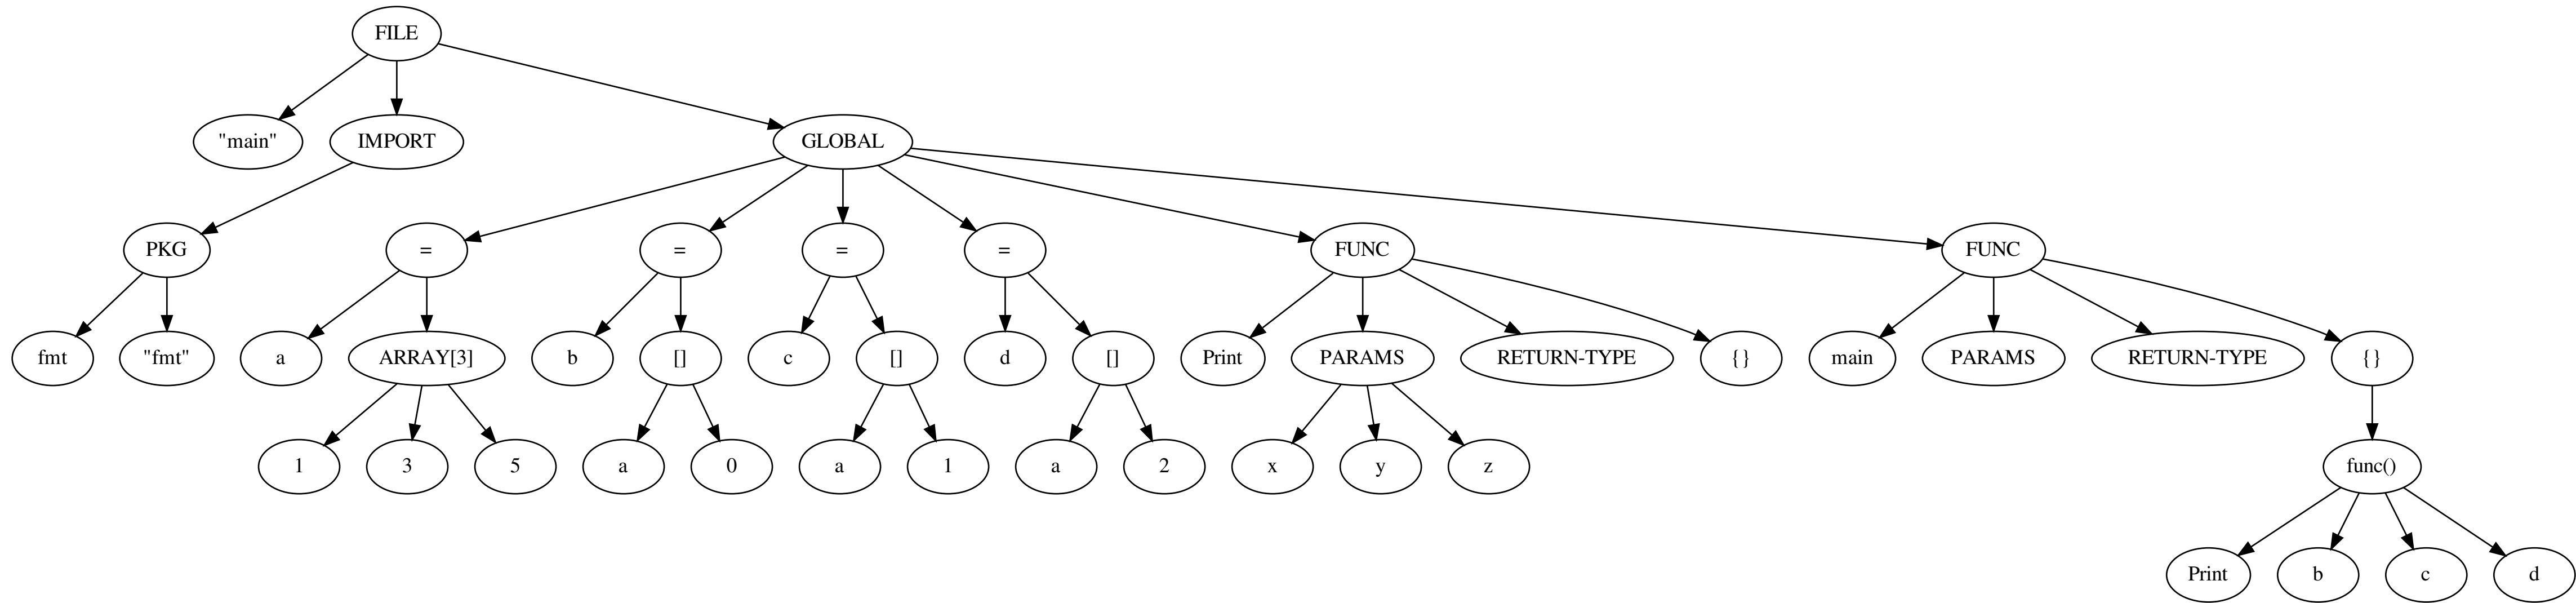 FILE
"main"
IMPORT
GLOBAL
PKG
=
=
=
=
FUNC
FUNC
fmt
"fmt"
a
ARRAY[3]
b
[]
c
[]
d
[]
Print
PARAMS
RETURN-TYPE
{}
main
PARAMS
RETURN-TYPE
{}
1
3
5
a
0
a
1
a
2
x
y
z
func()
Print
b
c
d